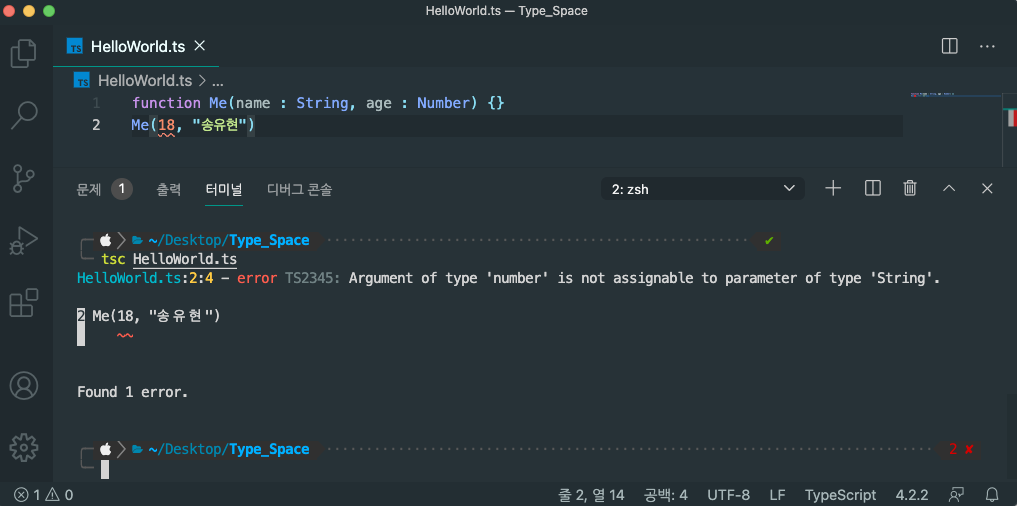 HelloWorld.ts — Type_Space
TS HelloWorld.ts ×
TS HelloWorld.ts > ...
1 function Me(name : String, age : Number) {}
2 Me(18, "송유현")
문제 1 출력 터미널 디버그 콘솔 2: zsh
~/Desktop/Type_Space ✔
tsc HelloWorld.ts
HelloWorld.ts:2:4 - error TS2345: Argument of type 'number' is not assignable to parameter of type 'String'.
2 Me(18, "송유현")
~~
Found 1 error.
~/Desktop/Type_Space 2 ✘
1 0 줄 2, 열 14 공백: 4 UTF-8 LF TypeScript 4.2.2